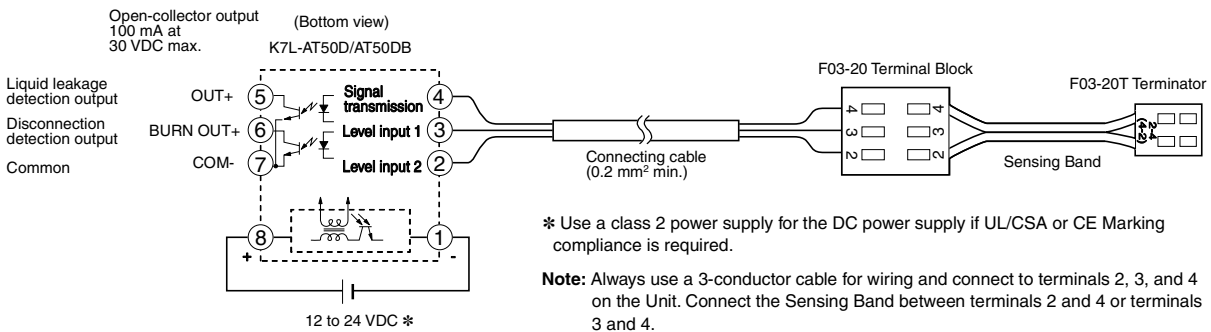 Open-collector output
100 mA at
30 VDC max.
(Bottom view)
K7L-AT50D/AT50DB
Liquid leakage
detection output
OUT+
5
Signal
transmission
4
Disconnection
detection output
BURN OUT+
6
Level input 1
3
Common
COM-
7
Level input 2
2
8
1
+
-
12 to 24 VDC ✻
Connecting cable
(0.2 mm² min.)
F03-20 Terminal Block
4
4
3
3
2
2
Sensing Band
F03-20T Terminator
2-4
(4-2)
✻ Use a class 2 power supply for the DC power supply if UL/CSA or CE Marking
compliance is required.
Note: Always use a 3-conductor cable for wiring and connect to terminals 2, 3, and 4
on the Unit. Connect the Sensing Band between terminals 2 and 4 or terminals
3 and 4.